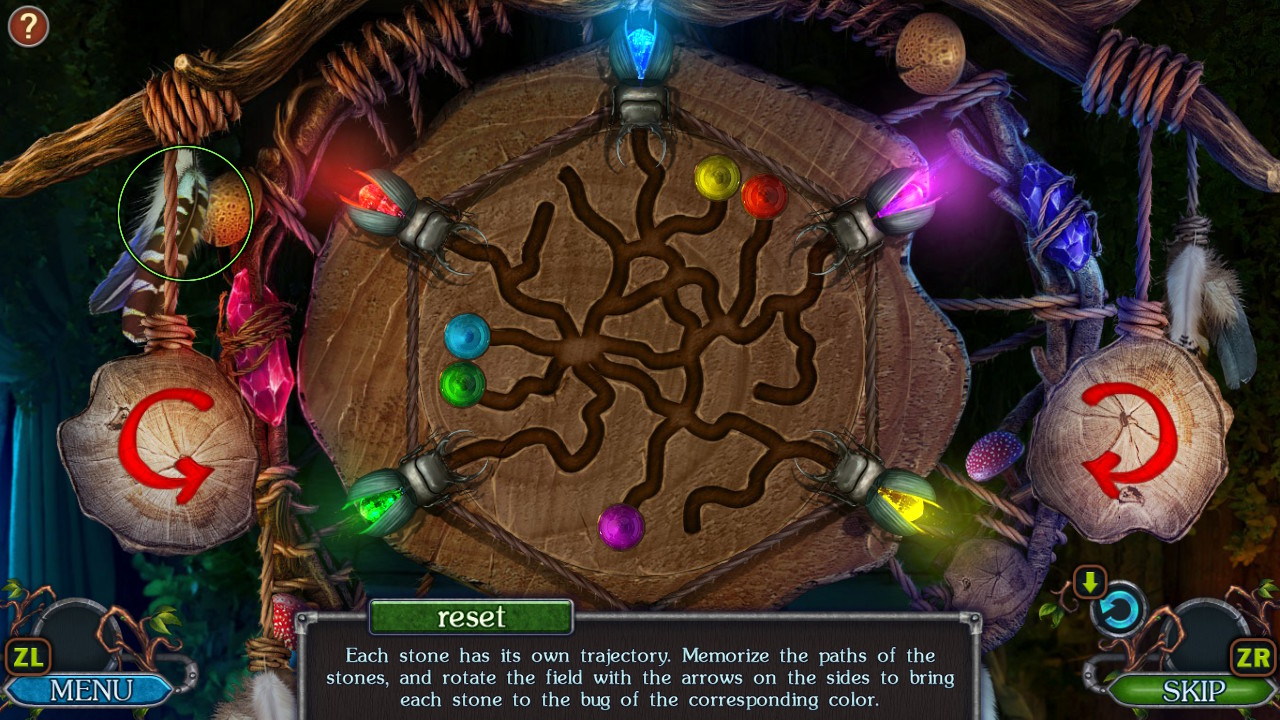 ?
reset
Each stone has its own trajectory. Memorize the paths of the
stones, and rotate the field with the arrows on the sides to bring
each stone to the bug of the corresponding color.
ZL
MENU
ZR
SKIP